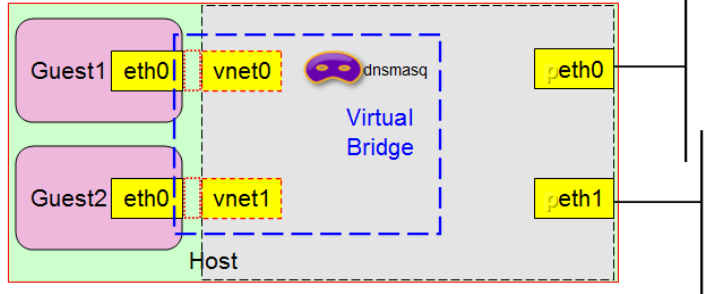 Guest1 eth0 vnet0 dnsmasq peth0
Virtual
Bridge
Guest2 eth0 vnet1 peth1
Host